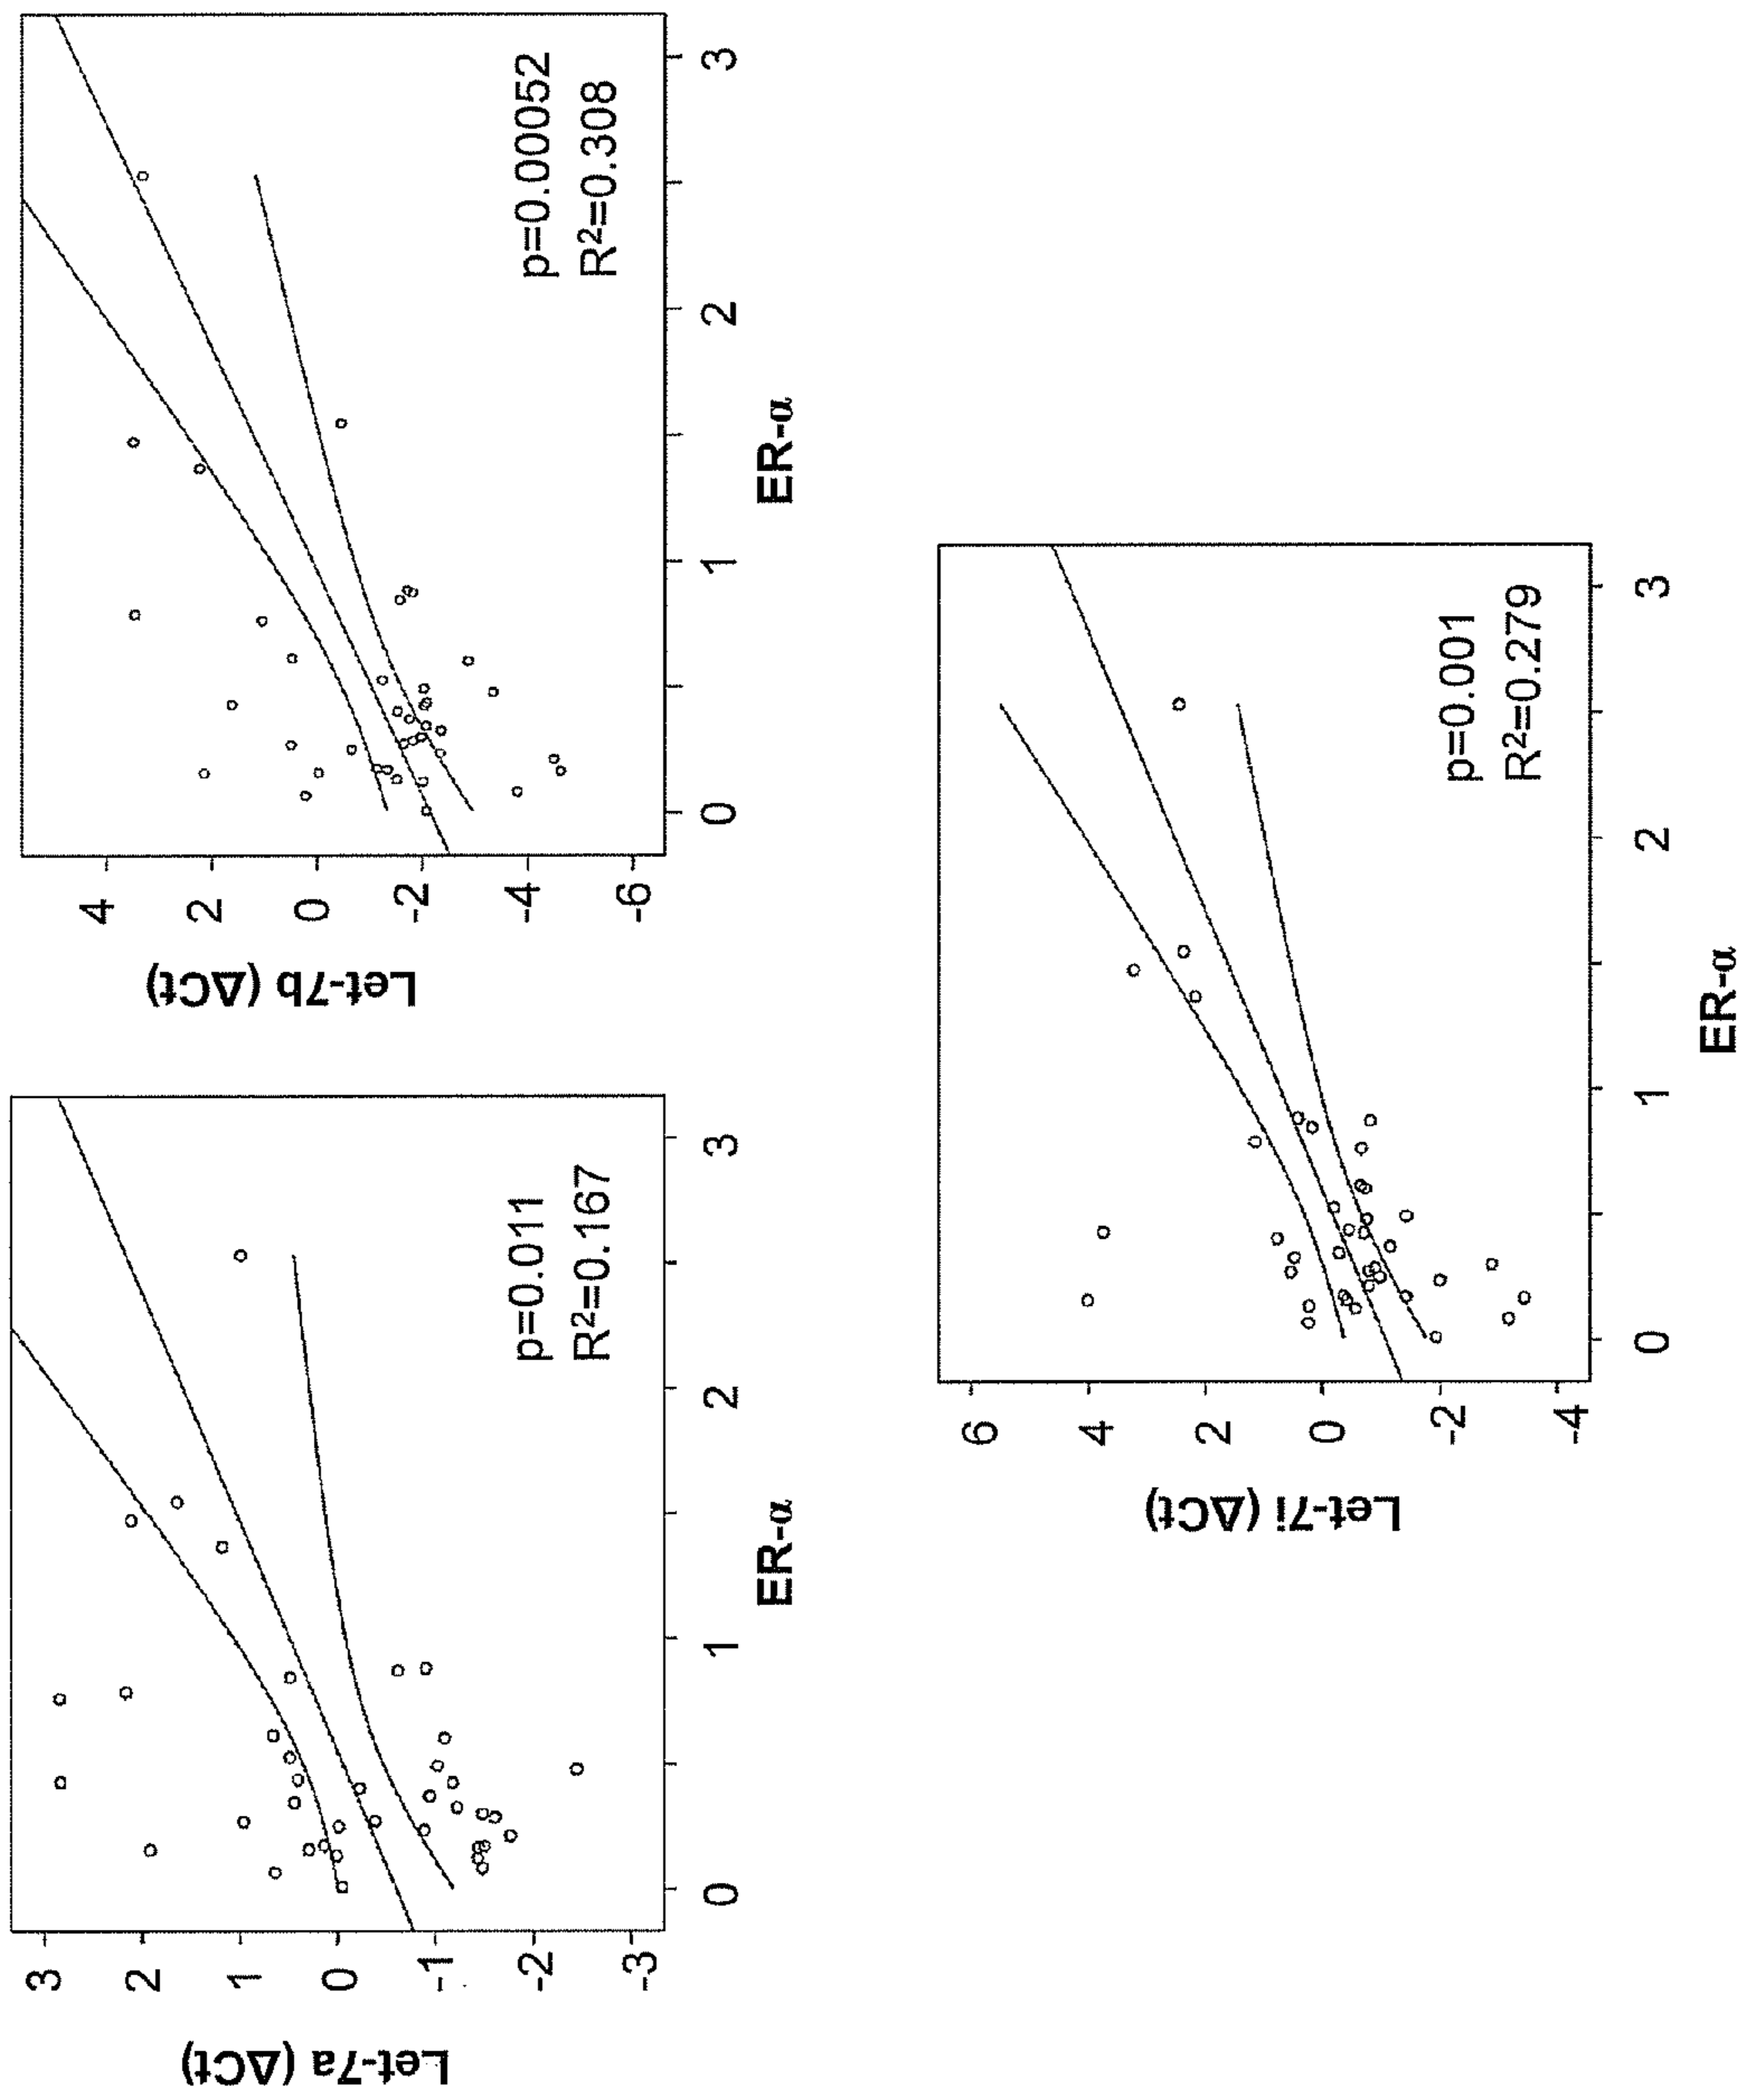 Let-7a (ΔCt)
3
2
1
0
-1
-2
-3
p=0.011
R²=0.167
0
1
2
3
ER-α
Let-7b (ΔCt)
4
2
0
-2
-4
-6
p=0.00052
R²=0.308
0
1
2
3
ER-α
Let-7i (ΔCt)
6
4
2
0
-2
-4
p=0.001
R²=0.279
0
1
2
3
ER-α